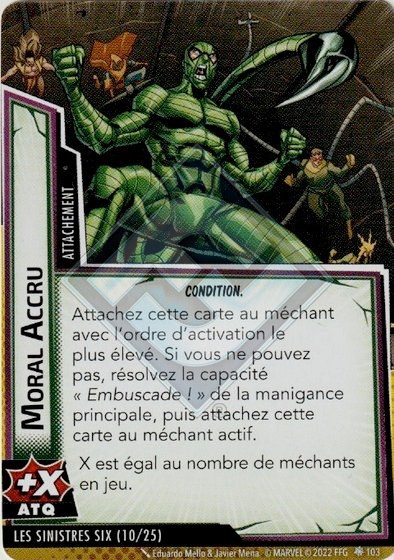 ATTACHEMENT
MORAL ACCRU
CONDITION.
Attachez cette carte au méchant
avec l'ordre d'activation le
plus élevé. Si vous ne pouvez
pas, résolvez la capacité
« Embuscade ! » de la manigance
principale, puis attachez cette
carte au méchant actif.
X est égal au nombre de méchants
en jeu.
+X
ATQ
LES SINISTRES SIX (10/25)
Eduardo Mello & Javier Mena © MARVEL © 2022 FFG 103